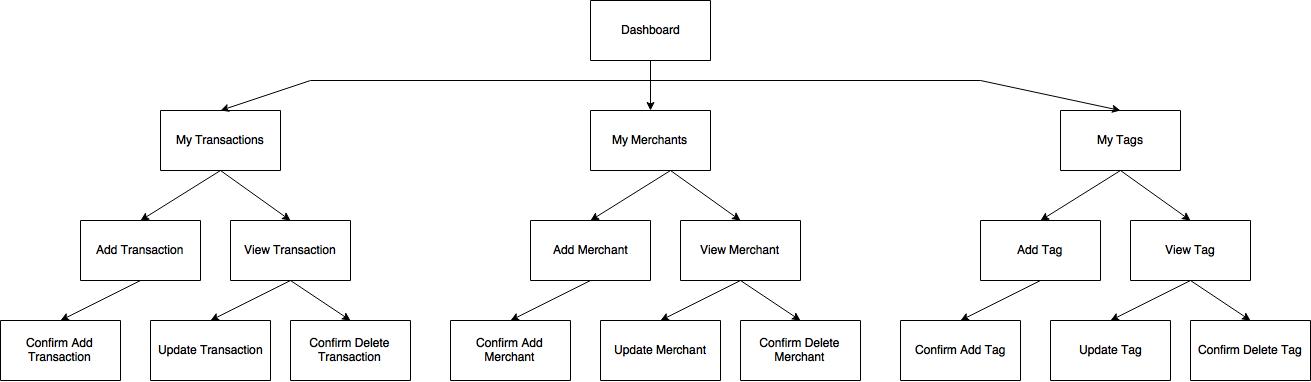 Dashboard
My Transactions
My Merchants
My Tags
Add Transaction
View Transaction
Add Merchant
View Merchant
Add Tag
View Tag
Confirm Add
Transaction
Update Transaction
Confirm Delete
Transaction
Confirm Add
Merchant
Update Merchant
Confirm Delete
Merchant
Confirm Add Tag
Update Tag
Confirm Delete Tag